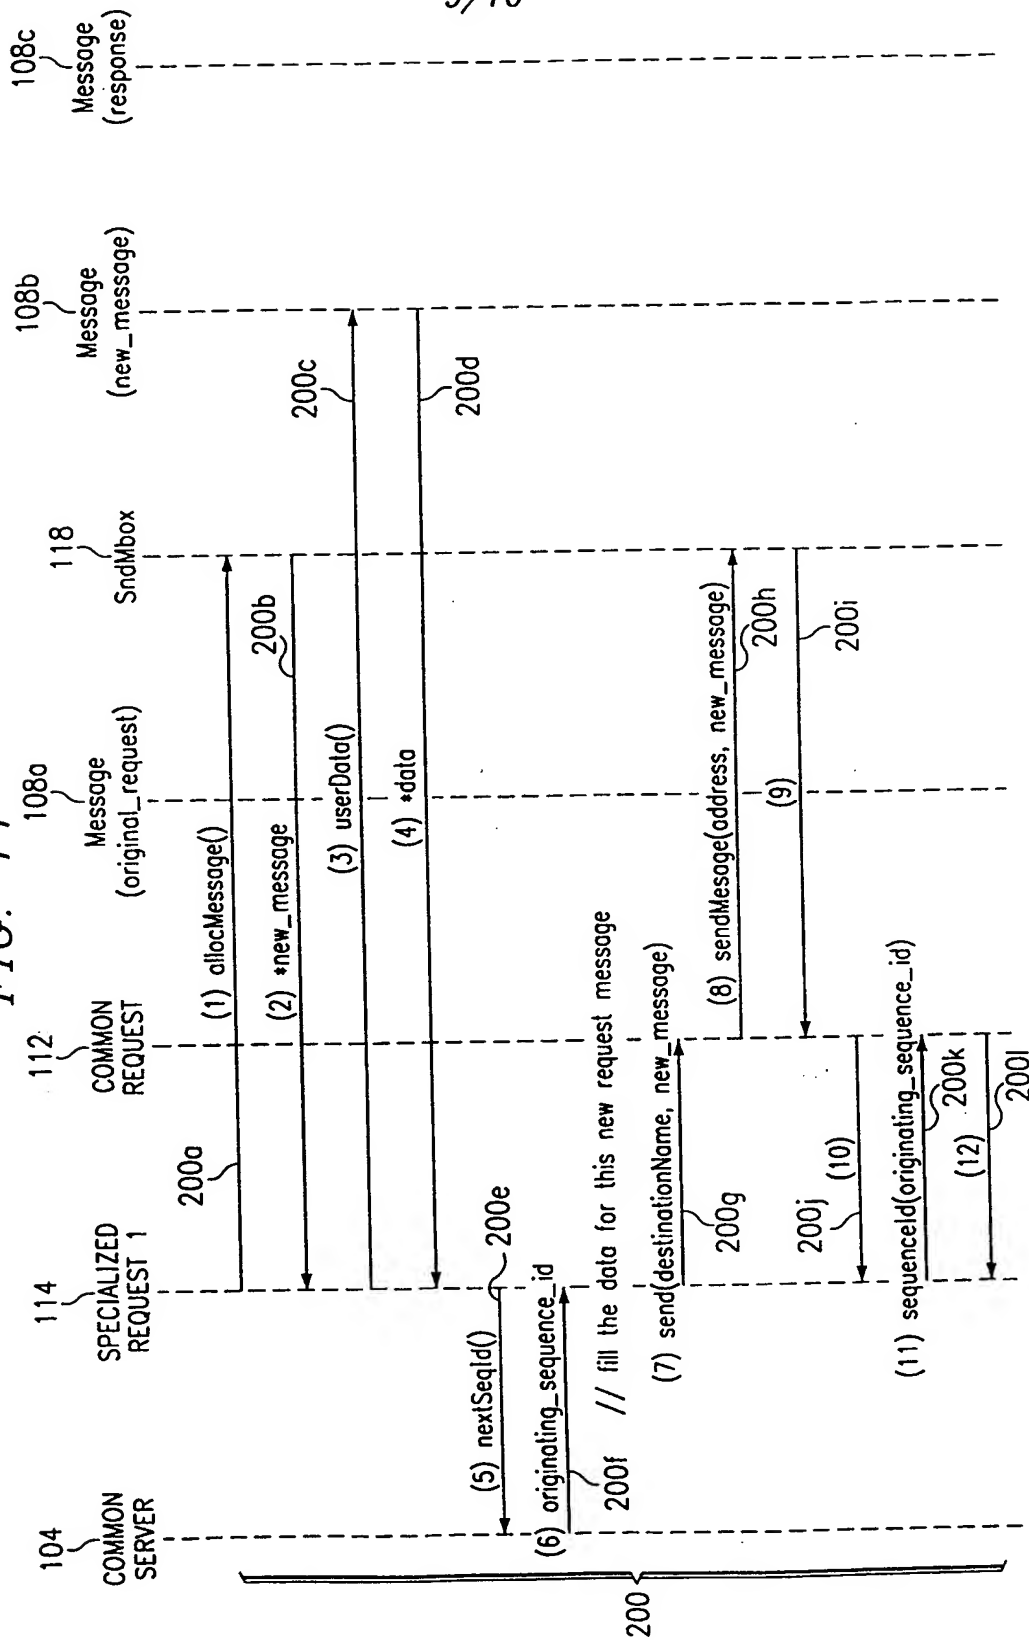 104
COMMON
SERVER
114
SPECIALIZED
REQUEST 1
112
COMMON
REQUEST
108a
Message
(original_request)
118
SndMbox
108b
Message
(new_message)
108c
Message
(response)
200a
(1) allocMessage()
(2) *new_message
200b
(3) userData()
200c
(4) *data
200d
(5) nextSeqId()
200e
(6) originating_sequence_id
200f
// fill the data for this new request message
(7) send(destinationName, new_message)
200g
(8) sendMesage(address, new_message)
200h
(9)
200i
(10)
200j
(11) sequenceId(originating_sequence_id)
200k
(12)
200l
200